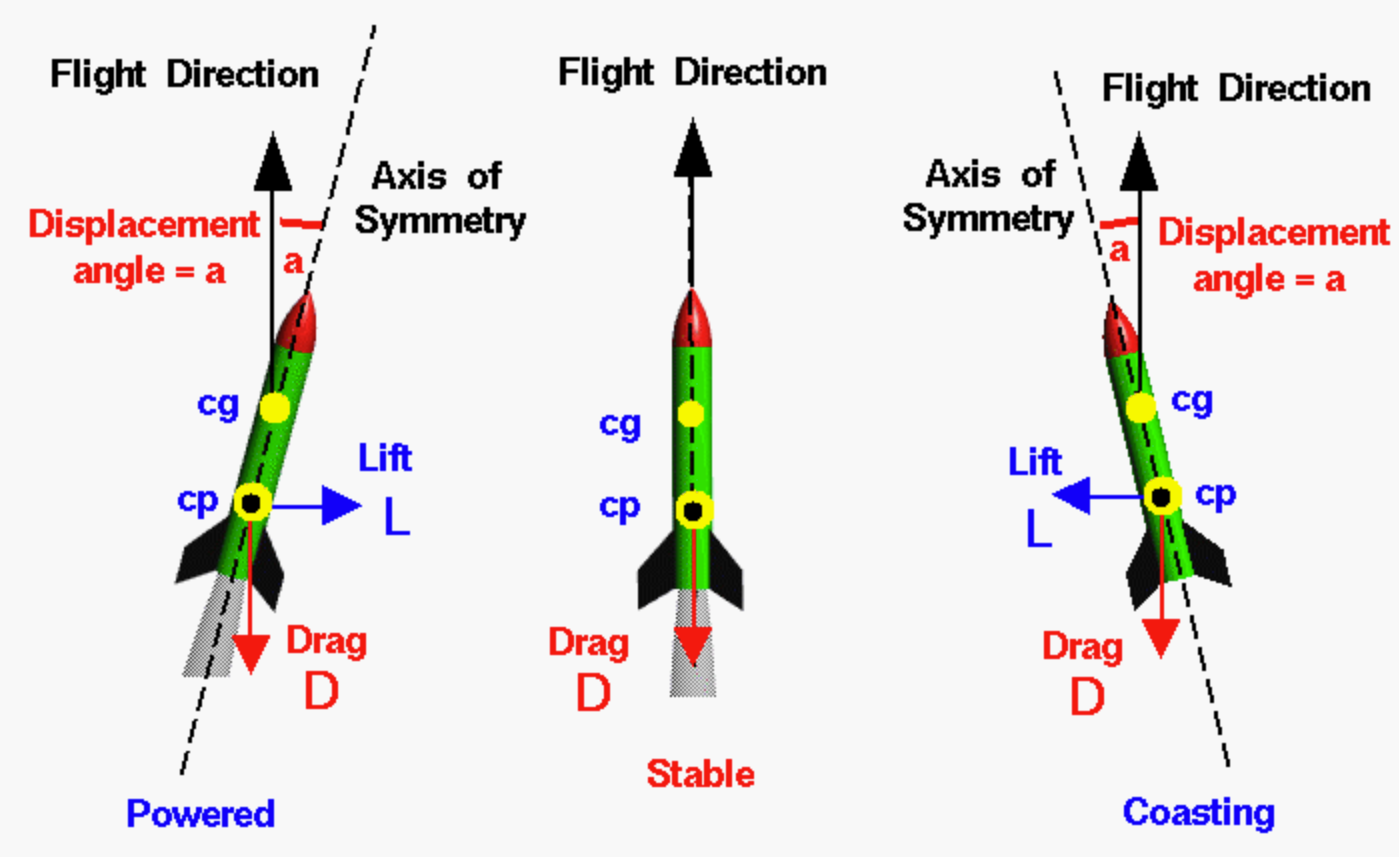 Flight Direction
Axis of
Symmetry
Displacement
angle = a
a
cg
Lift
cp
L
Drag
D
Powered
Flight Direction
cg
cp
Drag
D
Stable
Flight Direction
Axis of
Symmetry
Displacement
angle = a
a
cg
Lift
cp
L
Drag
D
Coasting